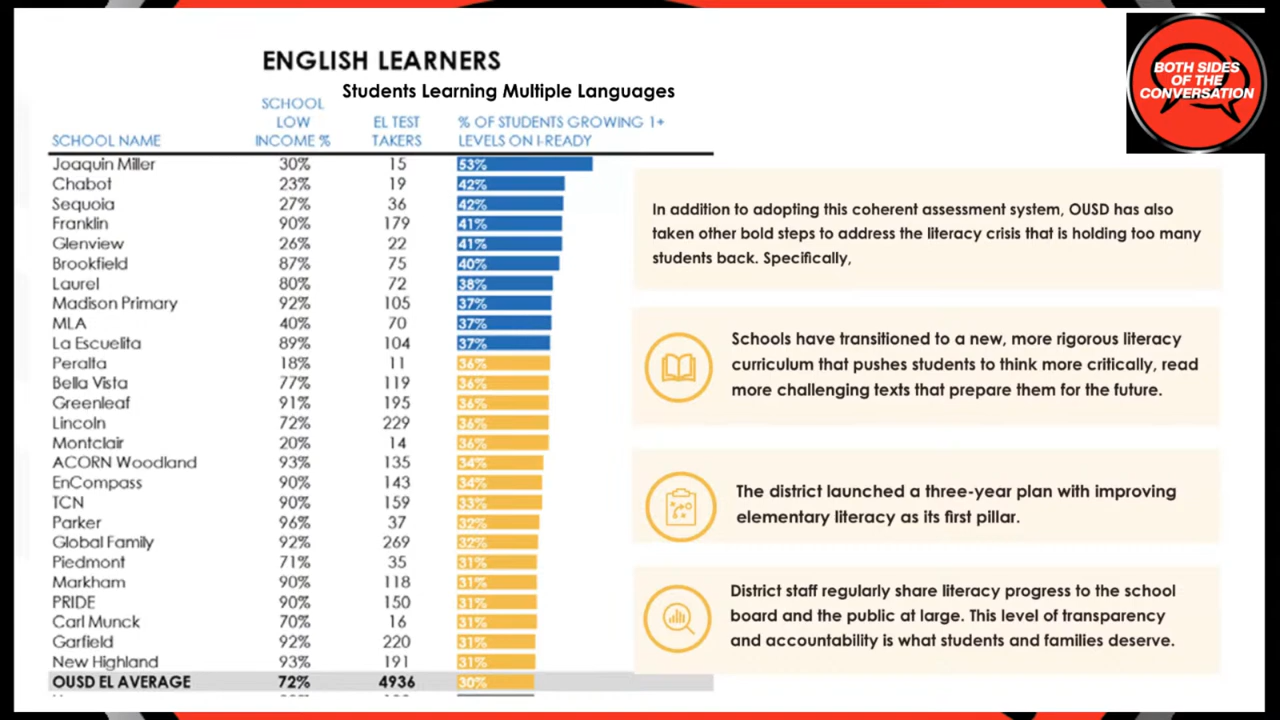 ENGLISH LEARNERS
Students Learning Multiple Languages
SCHOOL NAME
SCHOOL
LOW
INCOME %
EL TEST
TAKERS
% OF STUDENTS GROWING 1+
LEVELS ON I-READY
Joaquin Miller 30% 15 53%
Chabot 23% 19 42%
Sequoia 27% 36 42%
Franklin 90% 179 41%
Glenview 26% 22 41%
Brookfield 87% 75 40%
Laurel 80% 72 38%
Madison Primary 92% 105 37%
MLA 40% 70 37%
La Escuelita 89% 104 37%
Peralta 18% 11 36%
Bella Vista 77% 119 36%
Greenleaf 91% 195 36%
Lincoln 72% 229 36%
Montclair 20% 14 36%
ACORN Woodland 93% 135 34%
EnCompass 90% 143 34%
TCN 90% 159 33%
Parker 96% 37 32%
Global Family 92% 269 32%
Piedmont 71% 35 31%
Markham 90% 118 31%
PRIDE 90% 150 31%
Carl Munck 70% 16 31%
Garfield 92% 220 31%
New Highland 93% 191 31%
OUSD EL AVERAGE 72% 4936 30%
BOTH SIDES
OF THE
CONVERSATION
In addition to adopting this coherent assessment system, OUSD has also
taken other bold steps to address the literacy crisis that is holding too many
students back. Specifically,
Schools have transitioned to a new, more rigorous literacy
curriculum that pushes students to think more critically, read
more challenging texts that prepare them for the future.
The district launched a three-year plan with improving
elementary literacy as its first pillar.
District staff regularly share literacy progress to the school
board and the public at large. This level of transparency
and accountability is what students and families deserve.